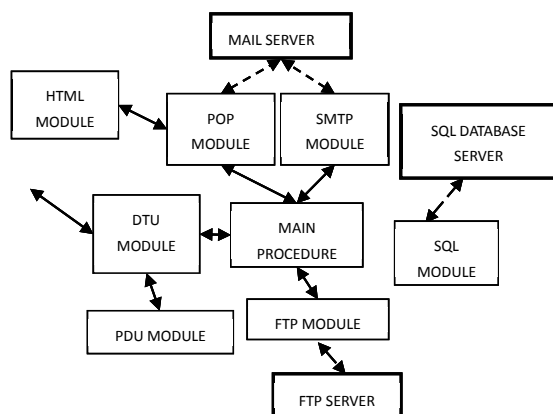 MAIL SERVER
HTML
MODULE
POP
MODULE
SMTP
MODULE
SQL DATABASE
SERVER
DTU
MODULE
MAIN
PROCEDURE
SQL
MODULE
PDU MODULE
FTP MODULE
FTP SERVER